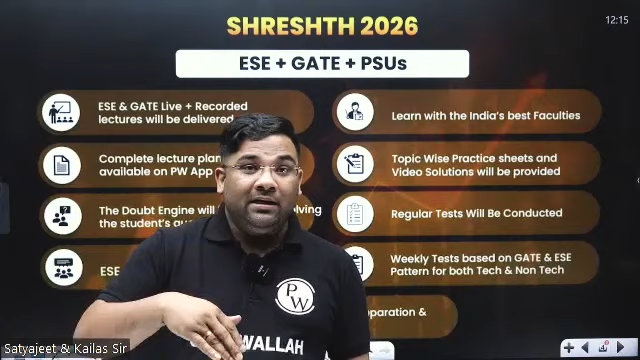 SHRESHTH 2026
12:15
ESE + GATE + PSUs
ESE & GATE Live + Recorded
lectures will be delivered
Learn with the India's best Faculties
Complete lecture
available on PW App
Topic Wise Practice sheets and
Video Solutions will be provided
The Doubt Engine will
the student's
Regular Tests Will Be Conducted
ESE
Weekly Tests based on GATE & ESE
Pattern for both Tech & Non Tech
&
PW
WALLAH
Satyajeet & Kailas Sir